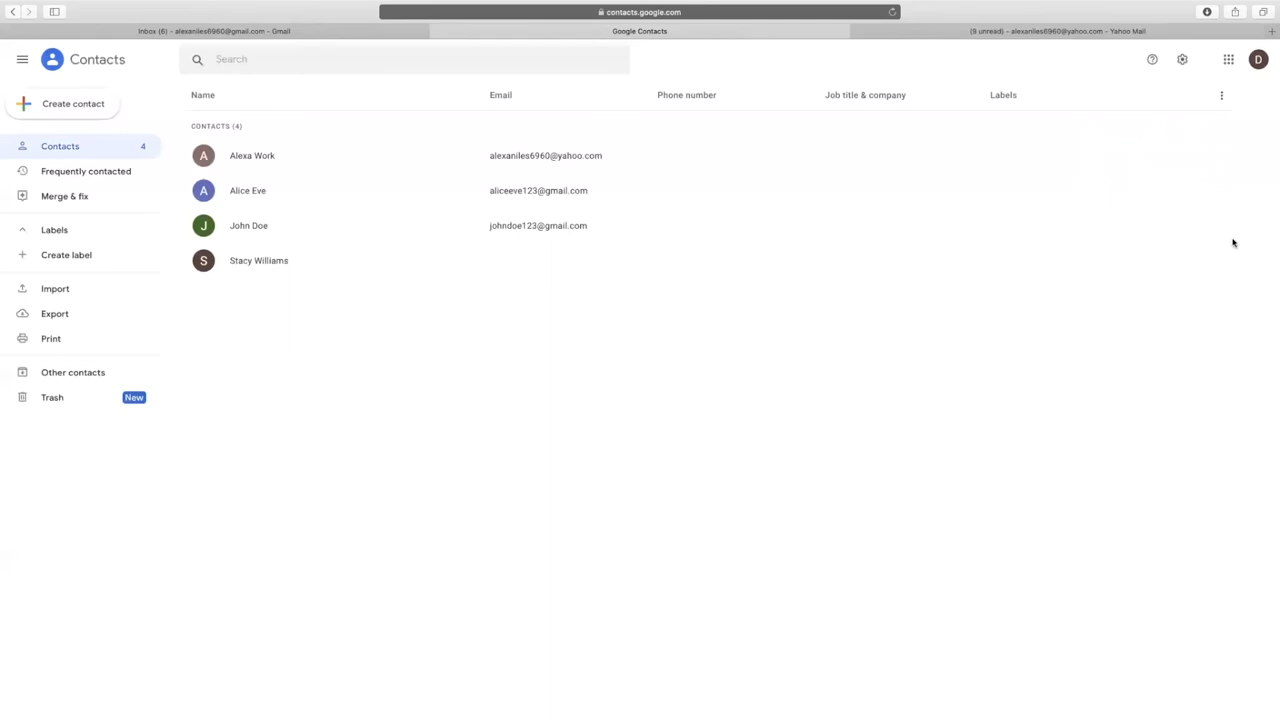 contacts.google.com
Inbox (6) - alexaniles6960@gmail.com - Gmail
Google Contacts
(9 unread) - alexaniles6960@yahoo.com - Yahoo Mail
Contacts
Search
D
Create contact
Name Email Phone number Job title & company Labels
CONTACTS (4)
Contacts 4
Frequently contacted
Merge & fix
Labels
Create label
Import
Export
Print
Other contacts
Trash New
A Alexa Work alexaniles6960@yahoo.com
A Alice Eve aliceeve123@gmail.com
J John Doe johndoe123@gmail.com
S Stacy Williams